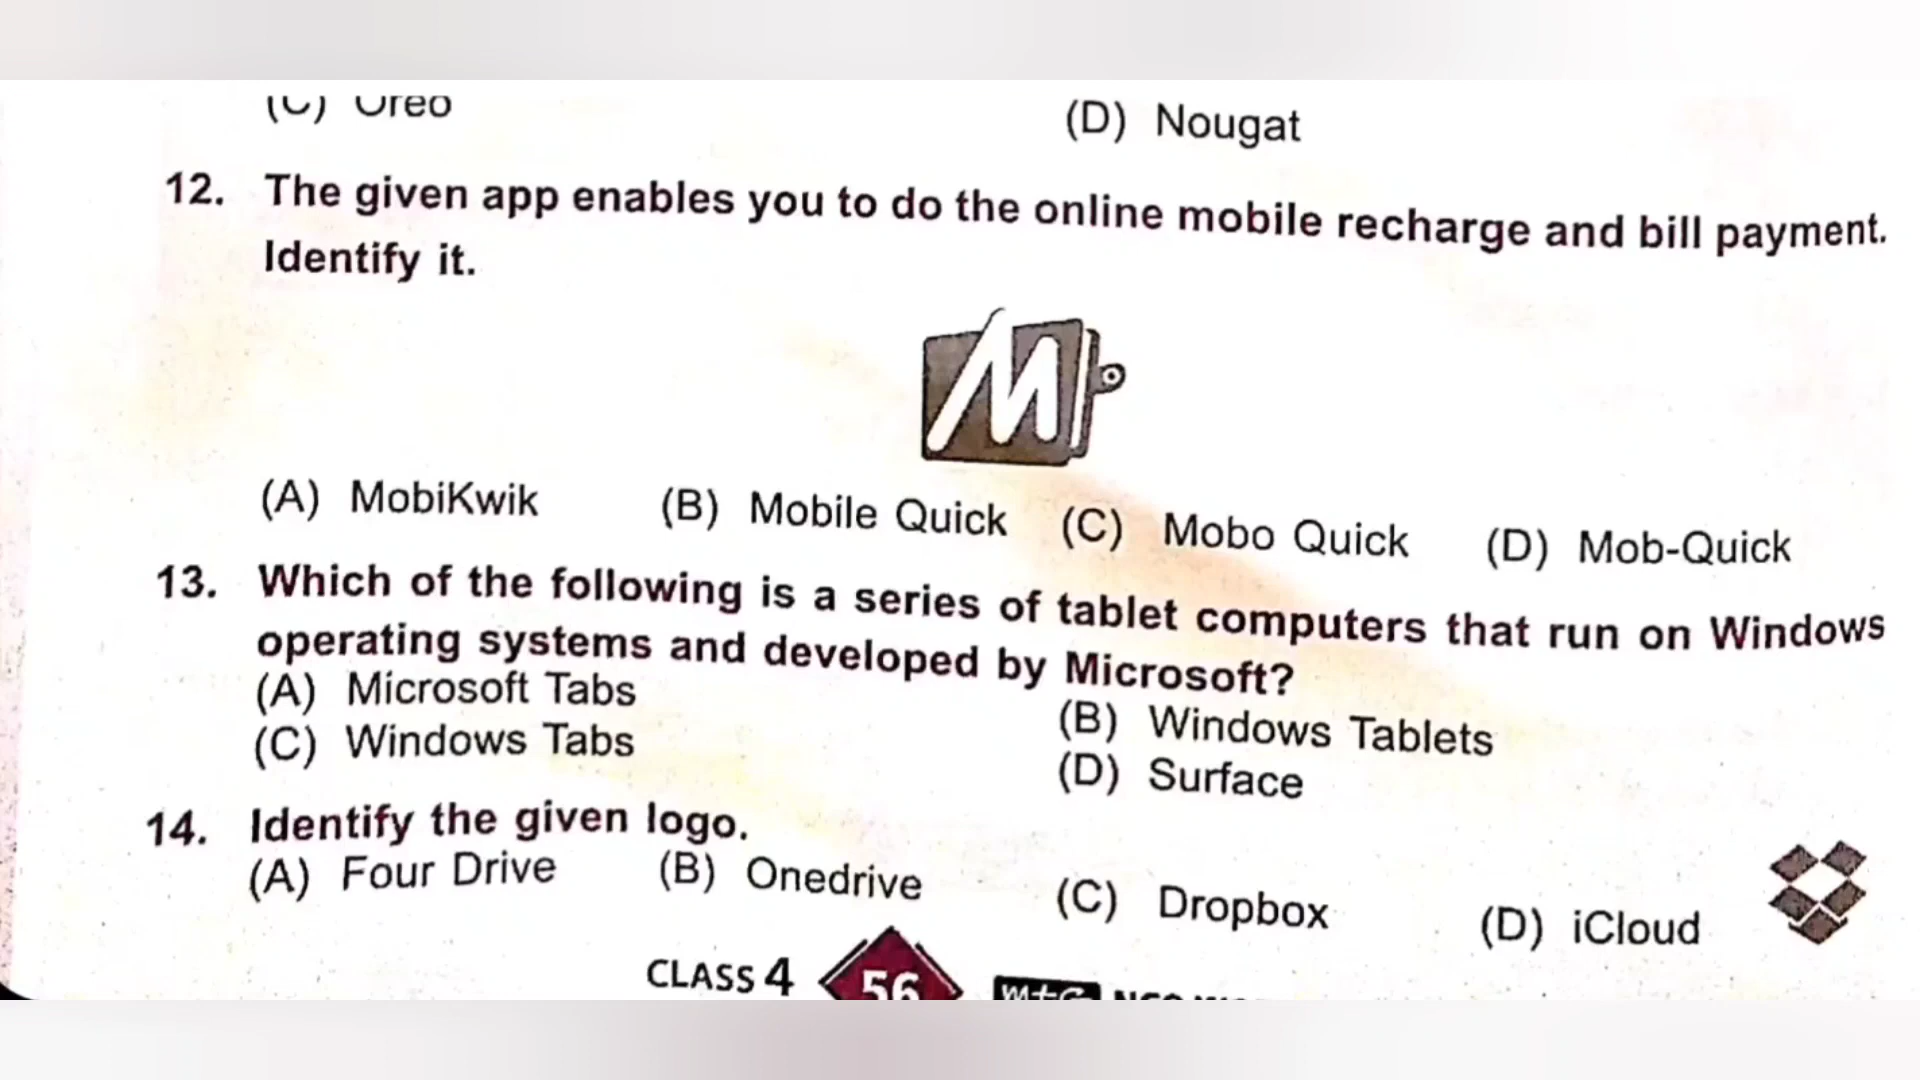 (C) Oreo (D) Nougat
12. The given app enables you to do the online mobile recharge and bill payment.
Identify it.
M
(A) MobiKwik (B) Mobile Quick (C) Mobo Quick (D) Mob-Quick
13. Which of the following is a series of tablet computers that run on Windows
operating systems and developed by Microsoft?
(A) Microsoft Tabs (B) Windows Tablets
(C) Windows Tabs (D) Surface
14. Identify the given logo.
(A) Four Drive (B) Onedrive (C) Dropbox (D) iCloud
CLASS 4 56